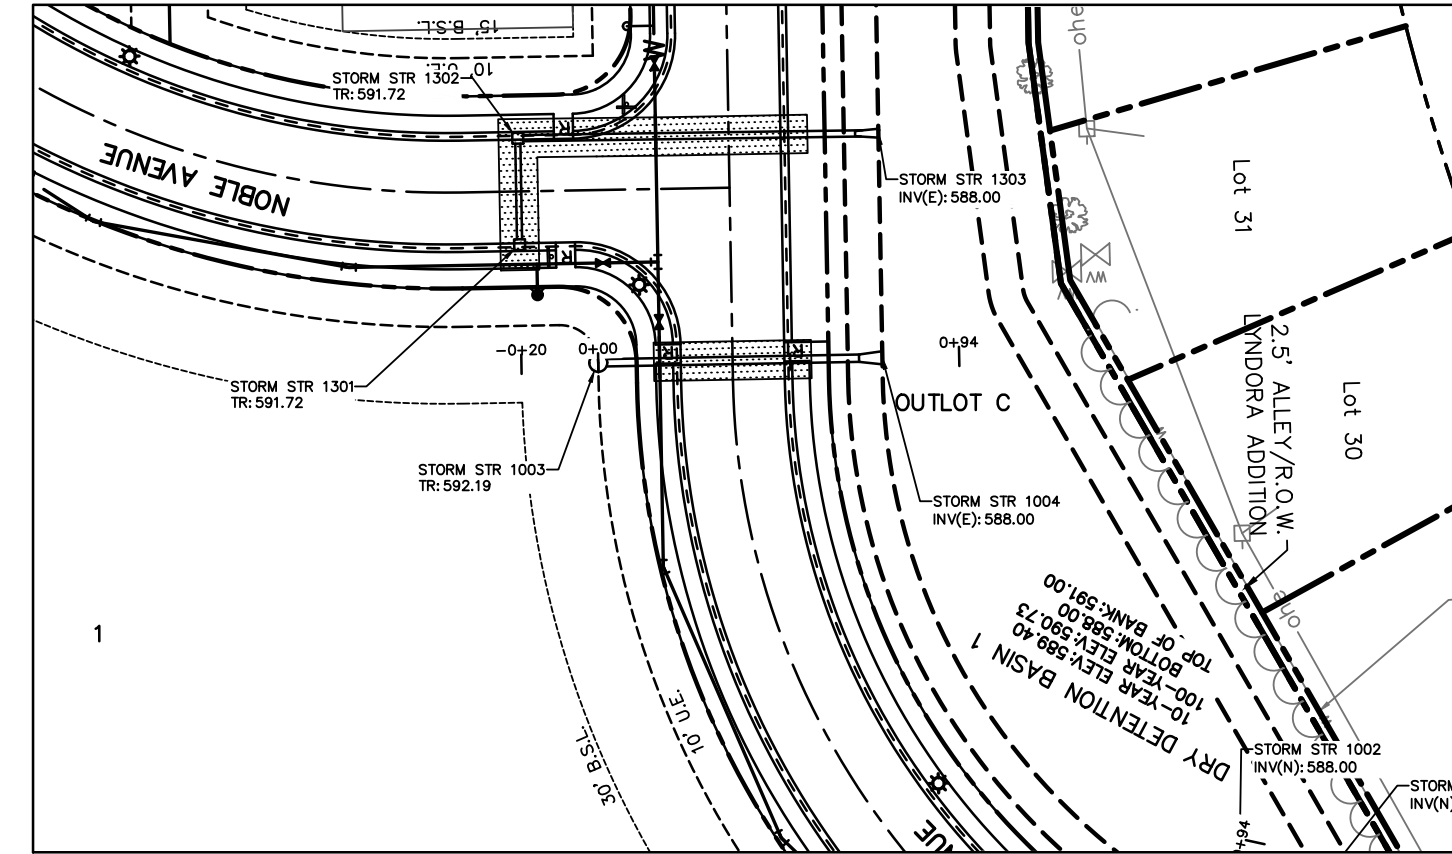 15' B.S.L.
10' U.E.
STORM STR 1302
TR: 591.72
W
R
ohe
NOBLE AVENUE
STORM STR 1303
INV(E): 588.00
Lot 31
R
WV
-0+20
0+00
0+94
R
R
STORM STR 1301
TR: 591.72
OUTLOT C
2.5' ALLEY/R.O.W.
LYNDORA ADDITION
Lot 30
STORM STR 1003
TR: 592.19
STORM STR 1004
INV(E): 588.00
ohe
1
DRY DETENTION BASIN 1
10-YEAR ELEV: 589.40
100-YEAR ELEV: 590.73
BOTTOM: 588.00
TOP OF BANK: 591.00
10' U.E.
30' B.S.L.
STORM STR 1002
INV(N): 588.00
STORM
INV(N)
NUE